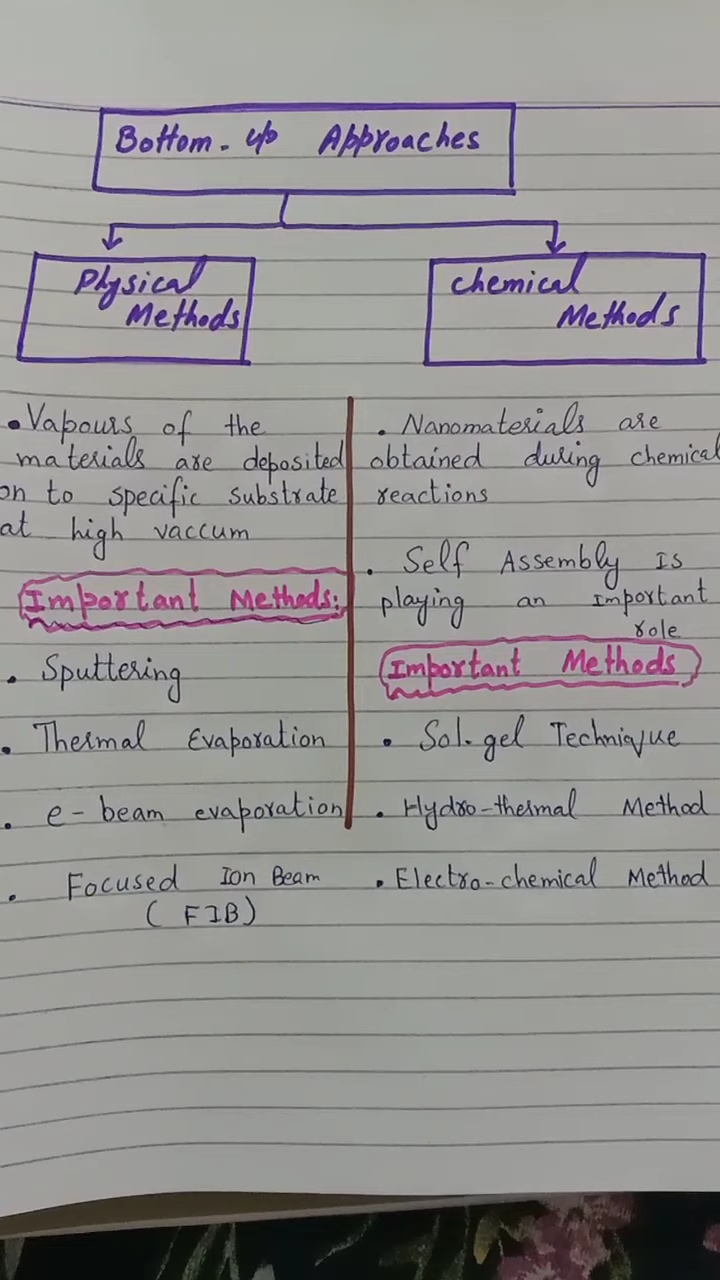 Bottom-up Approaches
Physical
Methods
Chemical
Methods
• Vapours of the
materials are deposited
on to specific substrate
at high vaccum
Important Methods:
• Sputtering
• Thermal Evaporation
• e-beam evaporation
• Focused Ion Beam
(FIB)
• Nanomaterials are
obtained during chemical
reactions
• Self Assembly is
playing an important
role
Important Methods
• Sol-gel Technique
• Hydro-thermal Method
• Electro-chemical Method